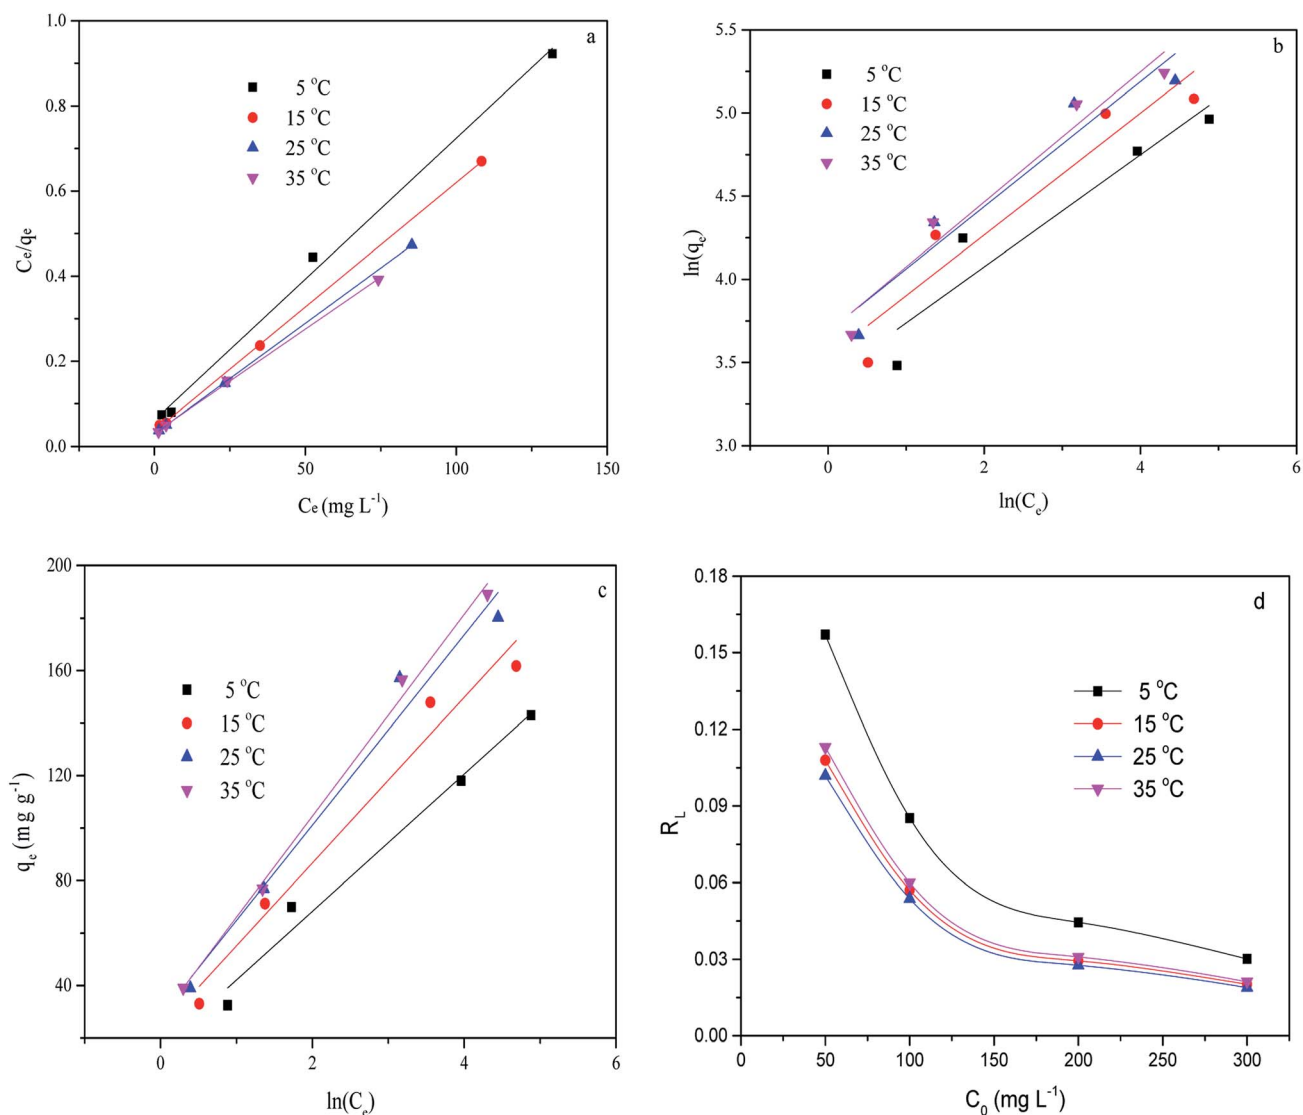 a
1.0
0.8
0.6
0.4
0.2
0.0
Ce/qe
5 °C
15 °C
25 °C
35 °C
0 50 100 150
Ce (mg L⁻¹)
b
5.5
5.0
4.5
4.0
3.5
3.0
ln(qe)
5 °C
15 °C
25 °C
35 °C
0 2 4 6
ln(Ce)
c
200
160
120
80
40
qe (mg g⁻¹)
5 °C
15 °C
25 °C
35 °C
0 2 4 6
ln(Ce)
d
0.18
0.15
0.12
0.09
0.06
0.03
0.00
RL
5 °C
15 °C
25 °C
35 °C
0 50 100 150 200 250 300
C0 (mg L⁻¹)